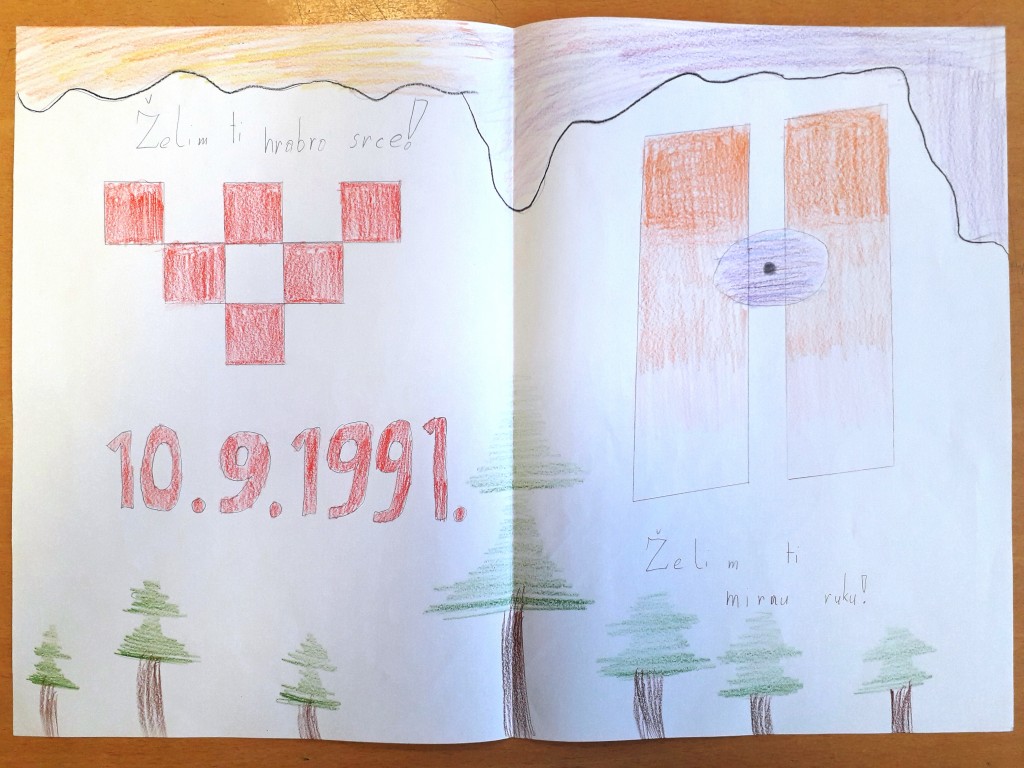 Želim ti hrabro srce!
10.9.1991.
Želim ti
mirnu ruku!